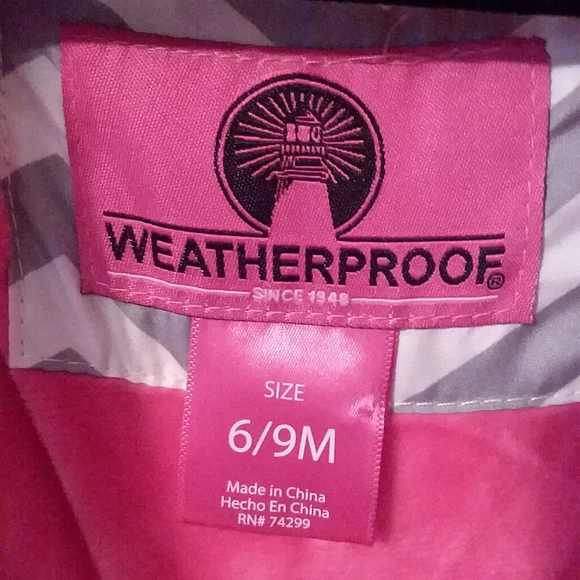 WEATHERPROOF®
SINCE 1948
SIZE
6/9M
Made in China
Hecho En China
RN# 74299